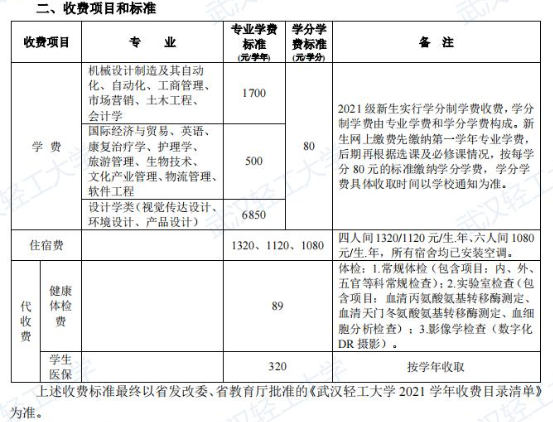 二、收费项目和标准
收费项目
专 业
专业学费
标准
(元/学年)
学分学
费标准
(元/学分)
备 注
学 费
机械设计制造及其自动
化、自动化、工商管理、
市场营销、土木工程、
会计学
1700
国际经济与贸易、英语、
康复治疗学、护理学、
旅游管理、生物技术、
文化产业管理、物流管理、
软件工程
500
设计学类(视觉传达设计、
环境设计、产品设计)
6850
80
2021 级新生实行学分制学费收费，学分
制学费由专业学费和学分学费构成。新
生网上缴费先缴纳第一学年专业学费，
后期再根据选课及必修课情况，按每学
分 80 元的标准缴纳学分学费，学分学
费具体收取时间以学校通知为准。
住宿费
1320、1120、1080
四人间 1320/1120 元/生.年、六人间 1080
元/生.年，所有宿舍均已安装空调。
代
收
费
健康
体检
费
89
体检：1.常规体检（包含项目：内、外、
五官等科常规检查）；2.实验室检查（包
含项目：血清丙氨酸氨基转移酶测定、
血清天门冬氨酸氨基转移酶测定、血细
胞分析检查）；3.影像学检查（数字化
DR 摄影）。
学生
医保
320
按学年收取
上述收费标准最终以省发改委、省教育厅批准的《武汉轻工大学 2021 学年收费目录清单》
为准。
武汉轻工大学